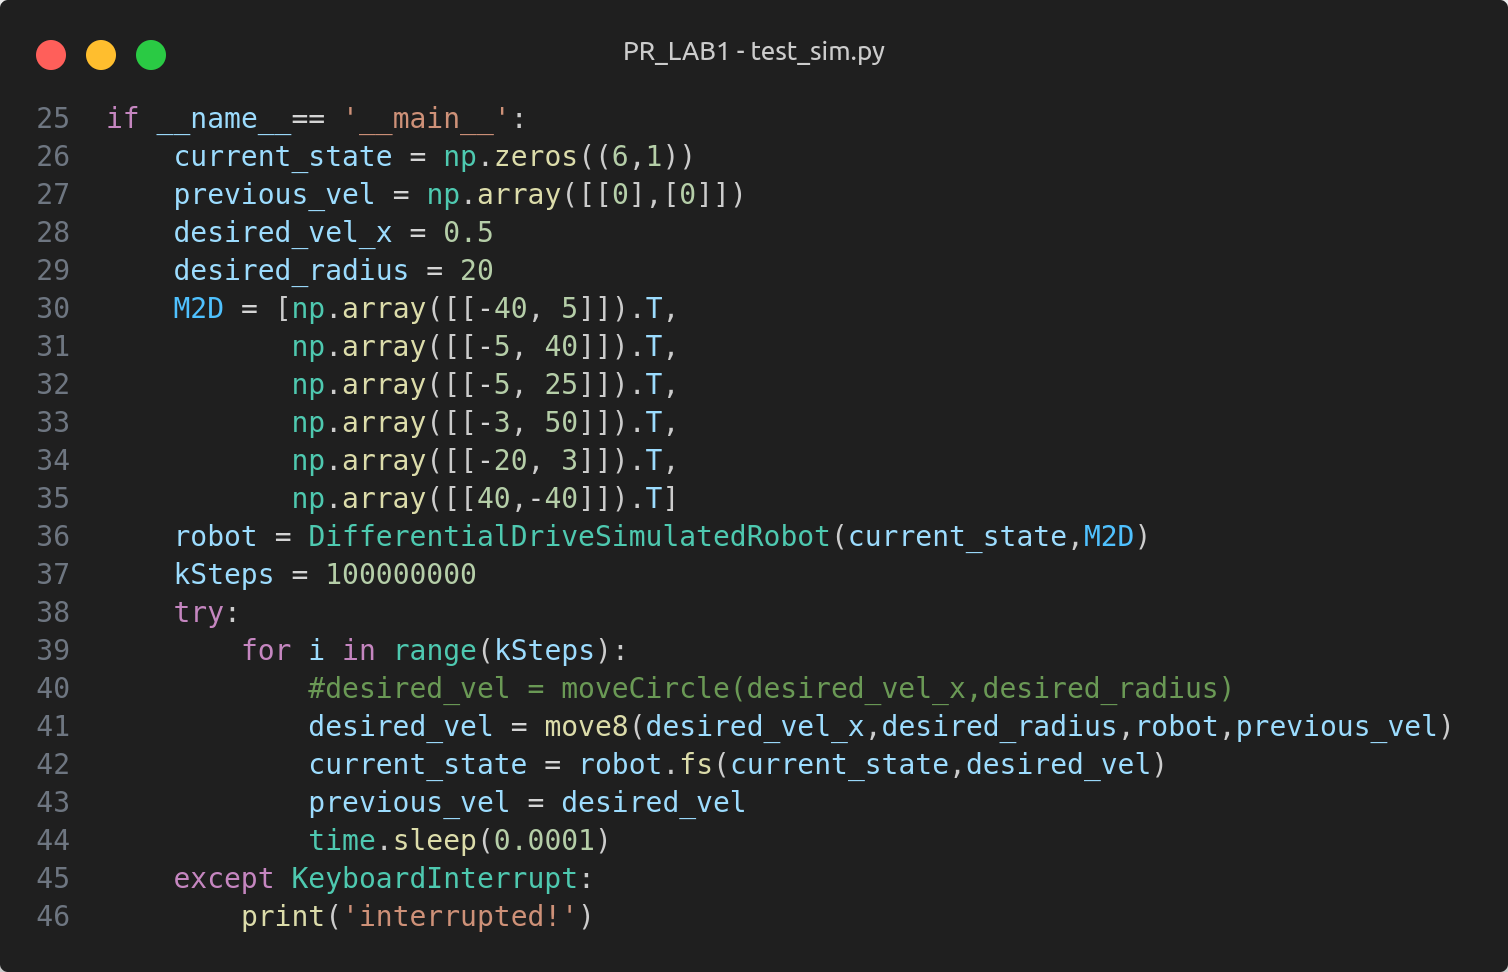 PR_LAB1 - test_sim.py
25 if __name__== '__main__':
26     current_state = np.zeros((6,1))
27     previous_vel = np.array([[0],[0]])
28     desired_vel_x = 0.5
29     desired_radius = 20
30     M2D = [np.array([[-40, 5]]).T,
31            np.array([[-5, 40]]).T,
32            np.array([[-5, 25]]).T,
33            np.array([[-3, 50]]).T,
34            np.array([[-20, 3]]).T,
35            np.array([[40,-40]]).T]
36     robot = DifferentialDriveSimulatedRobot(current_state,M2D)
37     kSteps = 100000000
38     try:
39         for i in range(kSteps):
40             #desired_vel = moveCircle(desired_vel_x,desired_radius)
41             desired_vel = move8(desired_vel_x,desired_radius,robot,previous_vel)
42             current_state = robot.fs(current_state,desired_vel)
43             previous_vel = desired_vel
44             time.sleep(0.0001)
45     except KeyboardInterrupt:
46         print('interrupted!')